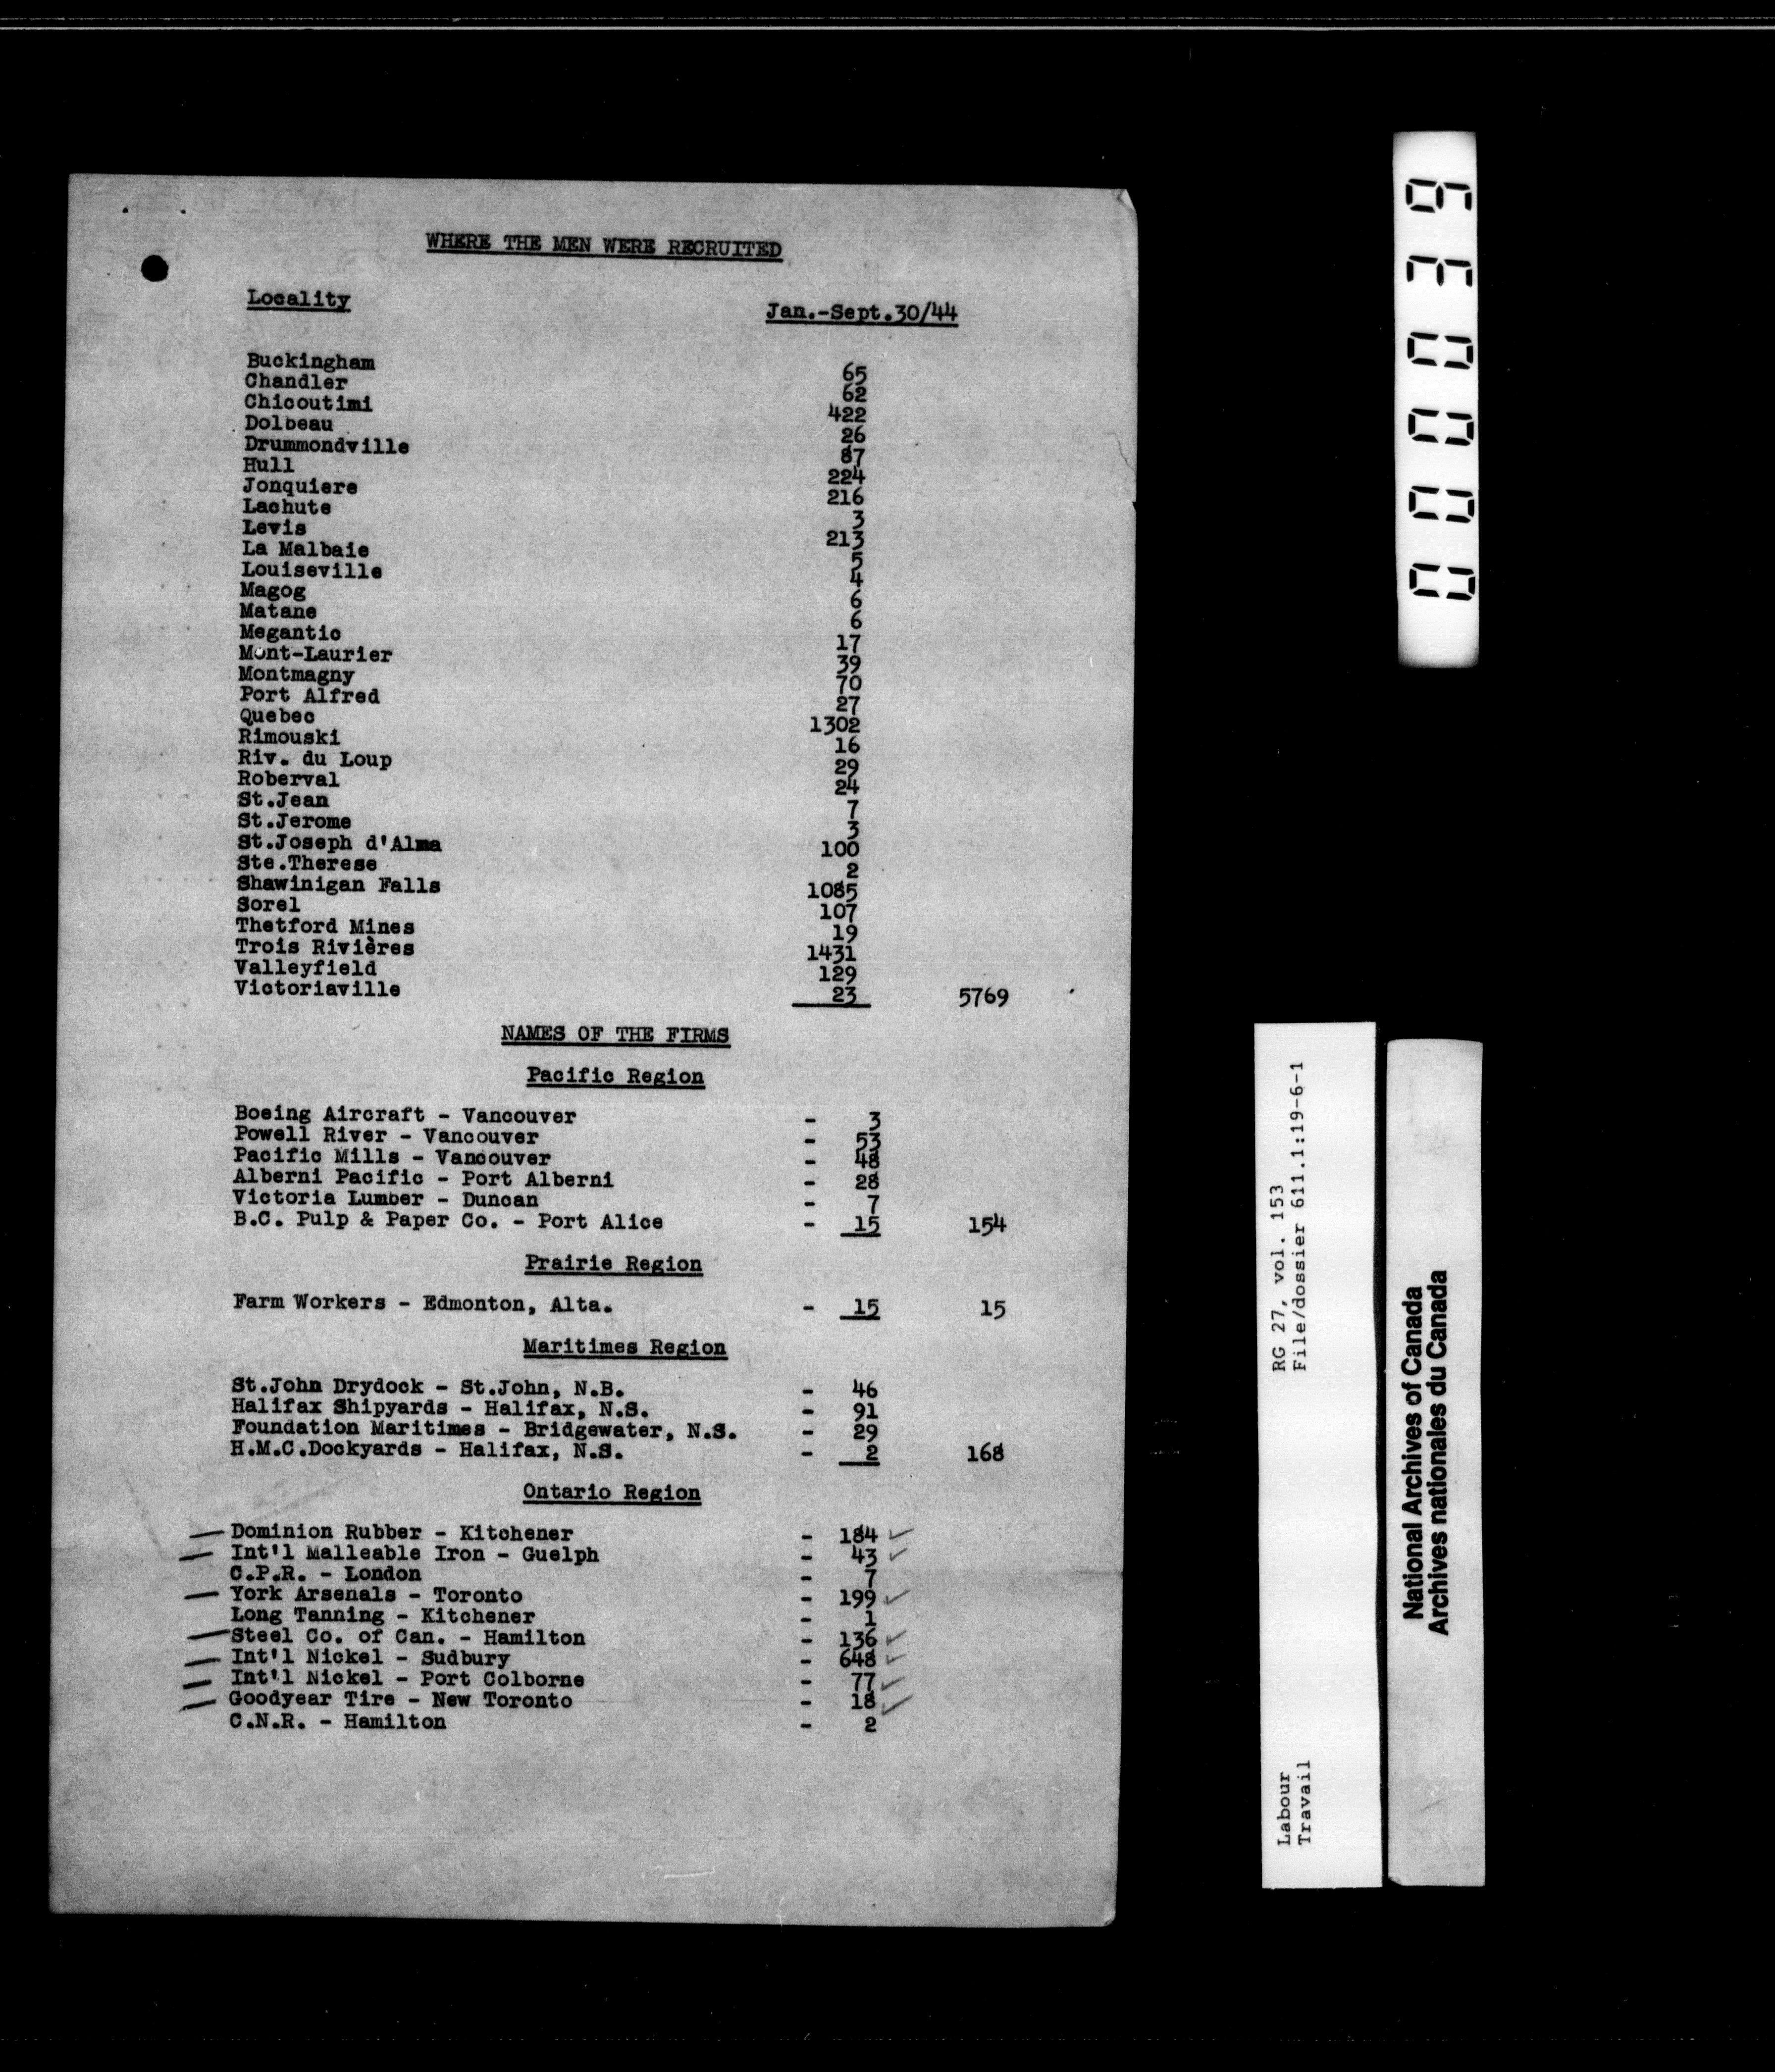 WHERE THE MEN WERE RECRUITED
Locality Jan.-Sept.30/44
Buckingham 65
Chandler 62
Chicoutimi 422
Dolbeau 26
Drummondville 87
Hull 224
Jonquiere 216
Lachute 3
Levis 213
La Malbaie 5
Louiseville 4
Magog 6
Matane 6
Megantic 17
Mont-Laurier 39
Montmagny 70
Port Alfred 27
Quebec 1302
Rimouski 16
Riv. du Loup 29
Roberval 24
St.Jean 7
St.Jerome 3
St.Joseph d'Alma 100
Ste.Therese 2
Shawinigan Falls 1085
Sorel 107
Thetford Mines 19
Trois Rivières 1431
Valleyfield 129
Victoriaville 23 5769
NAMES OF THE FIRMS
Pacific Region
Boeing Aircraft - Vancouver - 3
Powell River - Vancouver - 53
Pacific Mills - Vancouver - 48
Alberni Pacific - Port Alberni - 28
Victoria Lumber - Duncan - 7
B.C. Pulp & Paper Co. - Port Alice - 15 154
Prairie Region
Farm Workers - Edmonton, Alta. - 15 15
Maritimes Region
St.John Drydock - St.John, N.B. - 46
Halifax Shipyards - Halifax, N.S. - 91
Foundation Maritimes - Bridgewater, N.S. - 29
H.M.C.Dockyards - Halifax, N.S. - 2 168
Ontario Region
Dominion Rubber - Kitchener - 184 ✓
Int'l Malleable Iron - Guelph - 43 ✓
C.P.R. - London - 7
York Arsenals - Toronto - 199 ✓
Long Tanning - Kitchener - 1
Steel Co. of Can. - Hamilton - 136 ✓
Int'l Nickel - Sudbury - 648 ✓
Int'l Nickel - Port Colborne - 77 ✓
Goodyear Tire - New Toronto - 18 ✓
C.N.R. - Hamilton - 2
000039
Labour RG 27, vol. 153
Travail File/dossier 611.1:19-6-1
National Archives of Canada
Archives nationales du Canada